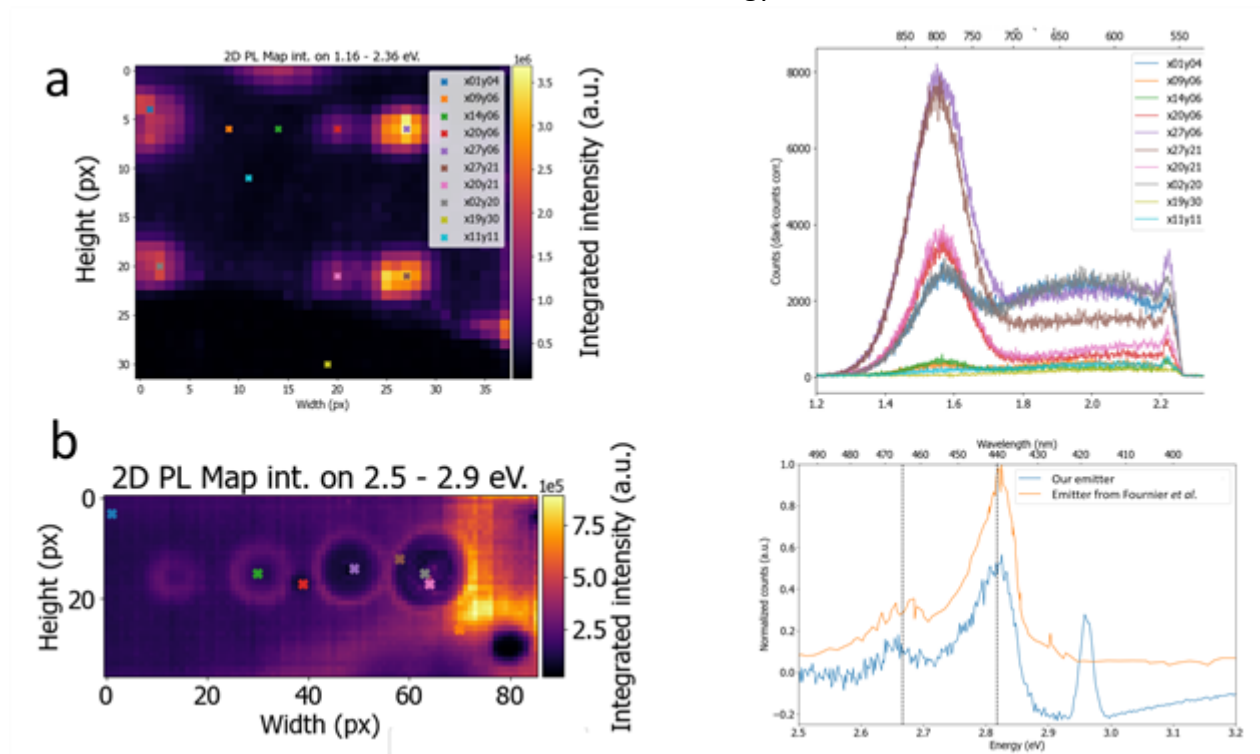 a
2D PL Map int. on 1.16 - 2.36 eV.
1e6
0
5
10
15
20
25
30
Height (px)
0 5 10 15 20 25 30 35
Width (px)
x01y04
x09y06
x14y06
x20y06
x27y06
x27y21
x20y21
x02y20
x19y30
x11y11
3.5
3.0
2.5
2.0
1.5
1.0
0.5
Integrated intensity (a.u.)
850 800 750 700 650 600 550
8000
6000
4000
2000
0
Counts (dark-counts corr.)
1.2 1.4 1.6 1.8 2.0 2.2
x01y04
x09y06
x14y06
x20y06
x27y06
x27y21
x20y21
x02y20
x19y30
x11y11
b
2D PL Map int. on 2.5 - 2.9 eV.
1e5
0
20
Height (px)
0 20 40 60 80
Width (px)
7.5
5.0
2.5
Integrated intensity (a.u.)
Wavelength (nm)
490 480 470 460 450 440 430 420 410 400
1.0
0.8
0.6
0.4
0.2
0.0
−0.2
Normalized counts (a.u.)
Our emitter
Emitter from Fournier et al.
2.5 2.6 2.7 2.8 2.9 3.0 3.1 3.2
Energy (eV)